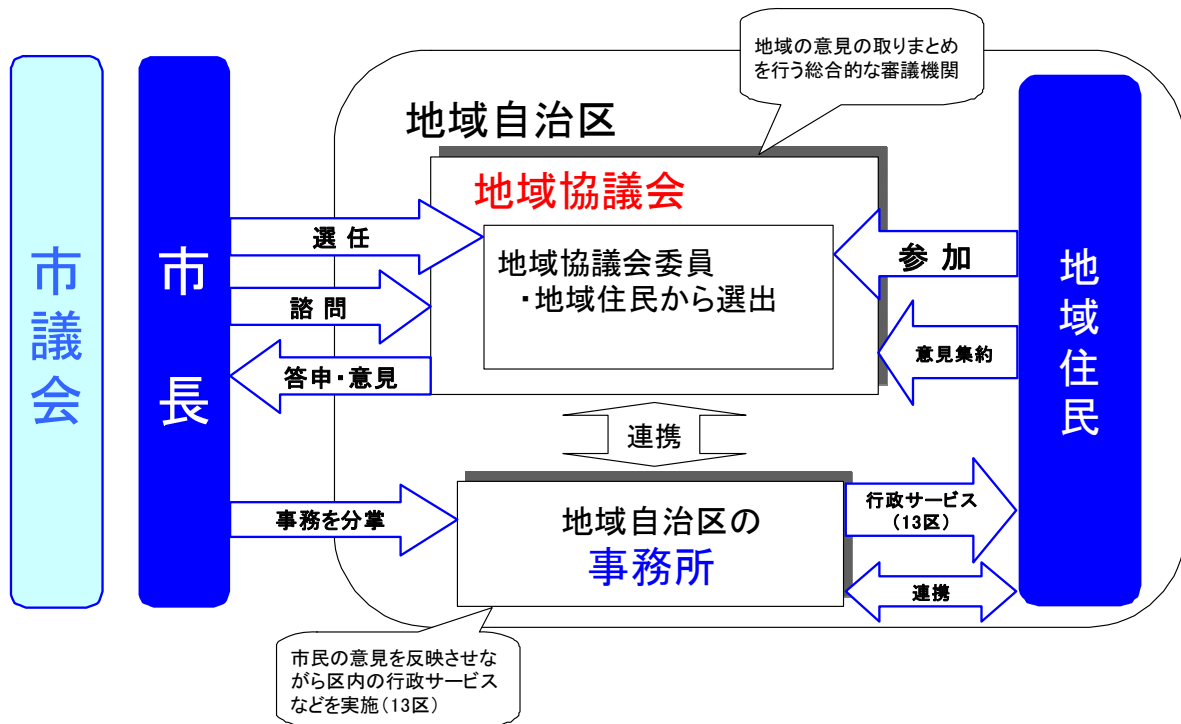 地域の意見の取りまとめ
を行う総合的な審議機関
地域自治区
地域協議会
市議会
市長
選 任
地域協議会委員
・地域住民から選出
参 加
地域住民
諮 問
意見集約
答申・意見
連携
事務を分掌
地域自治区の
事務所
行政サービス
(13区)
連携
市民の意見を反映させな
がら区内の行政サービス
などを実施(13区)